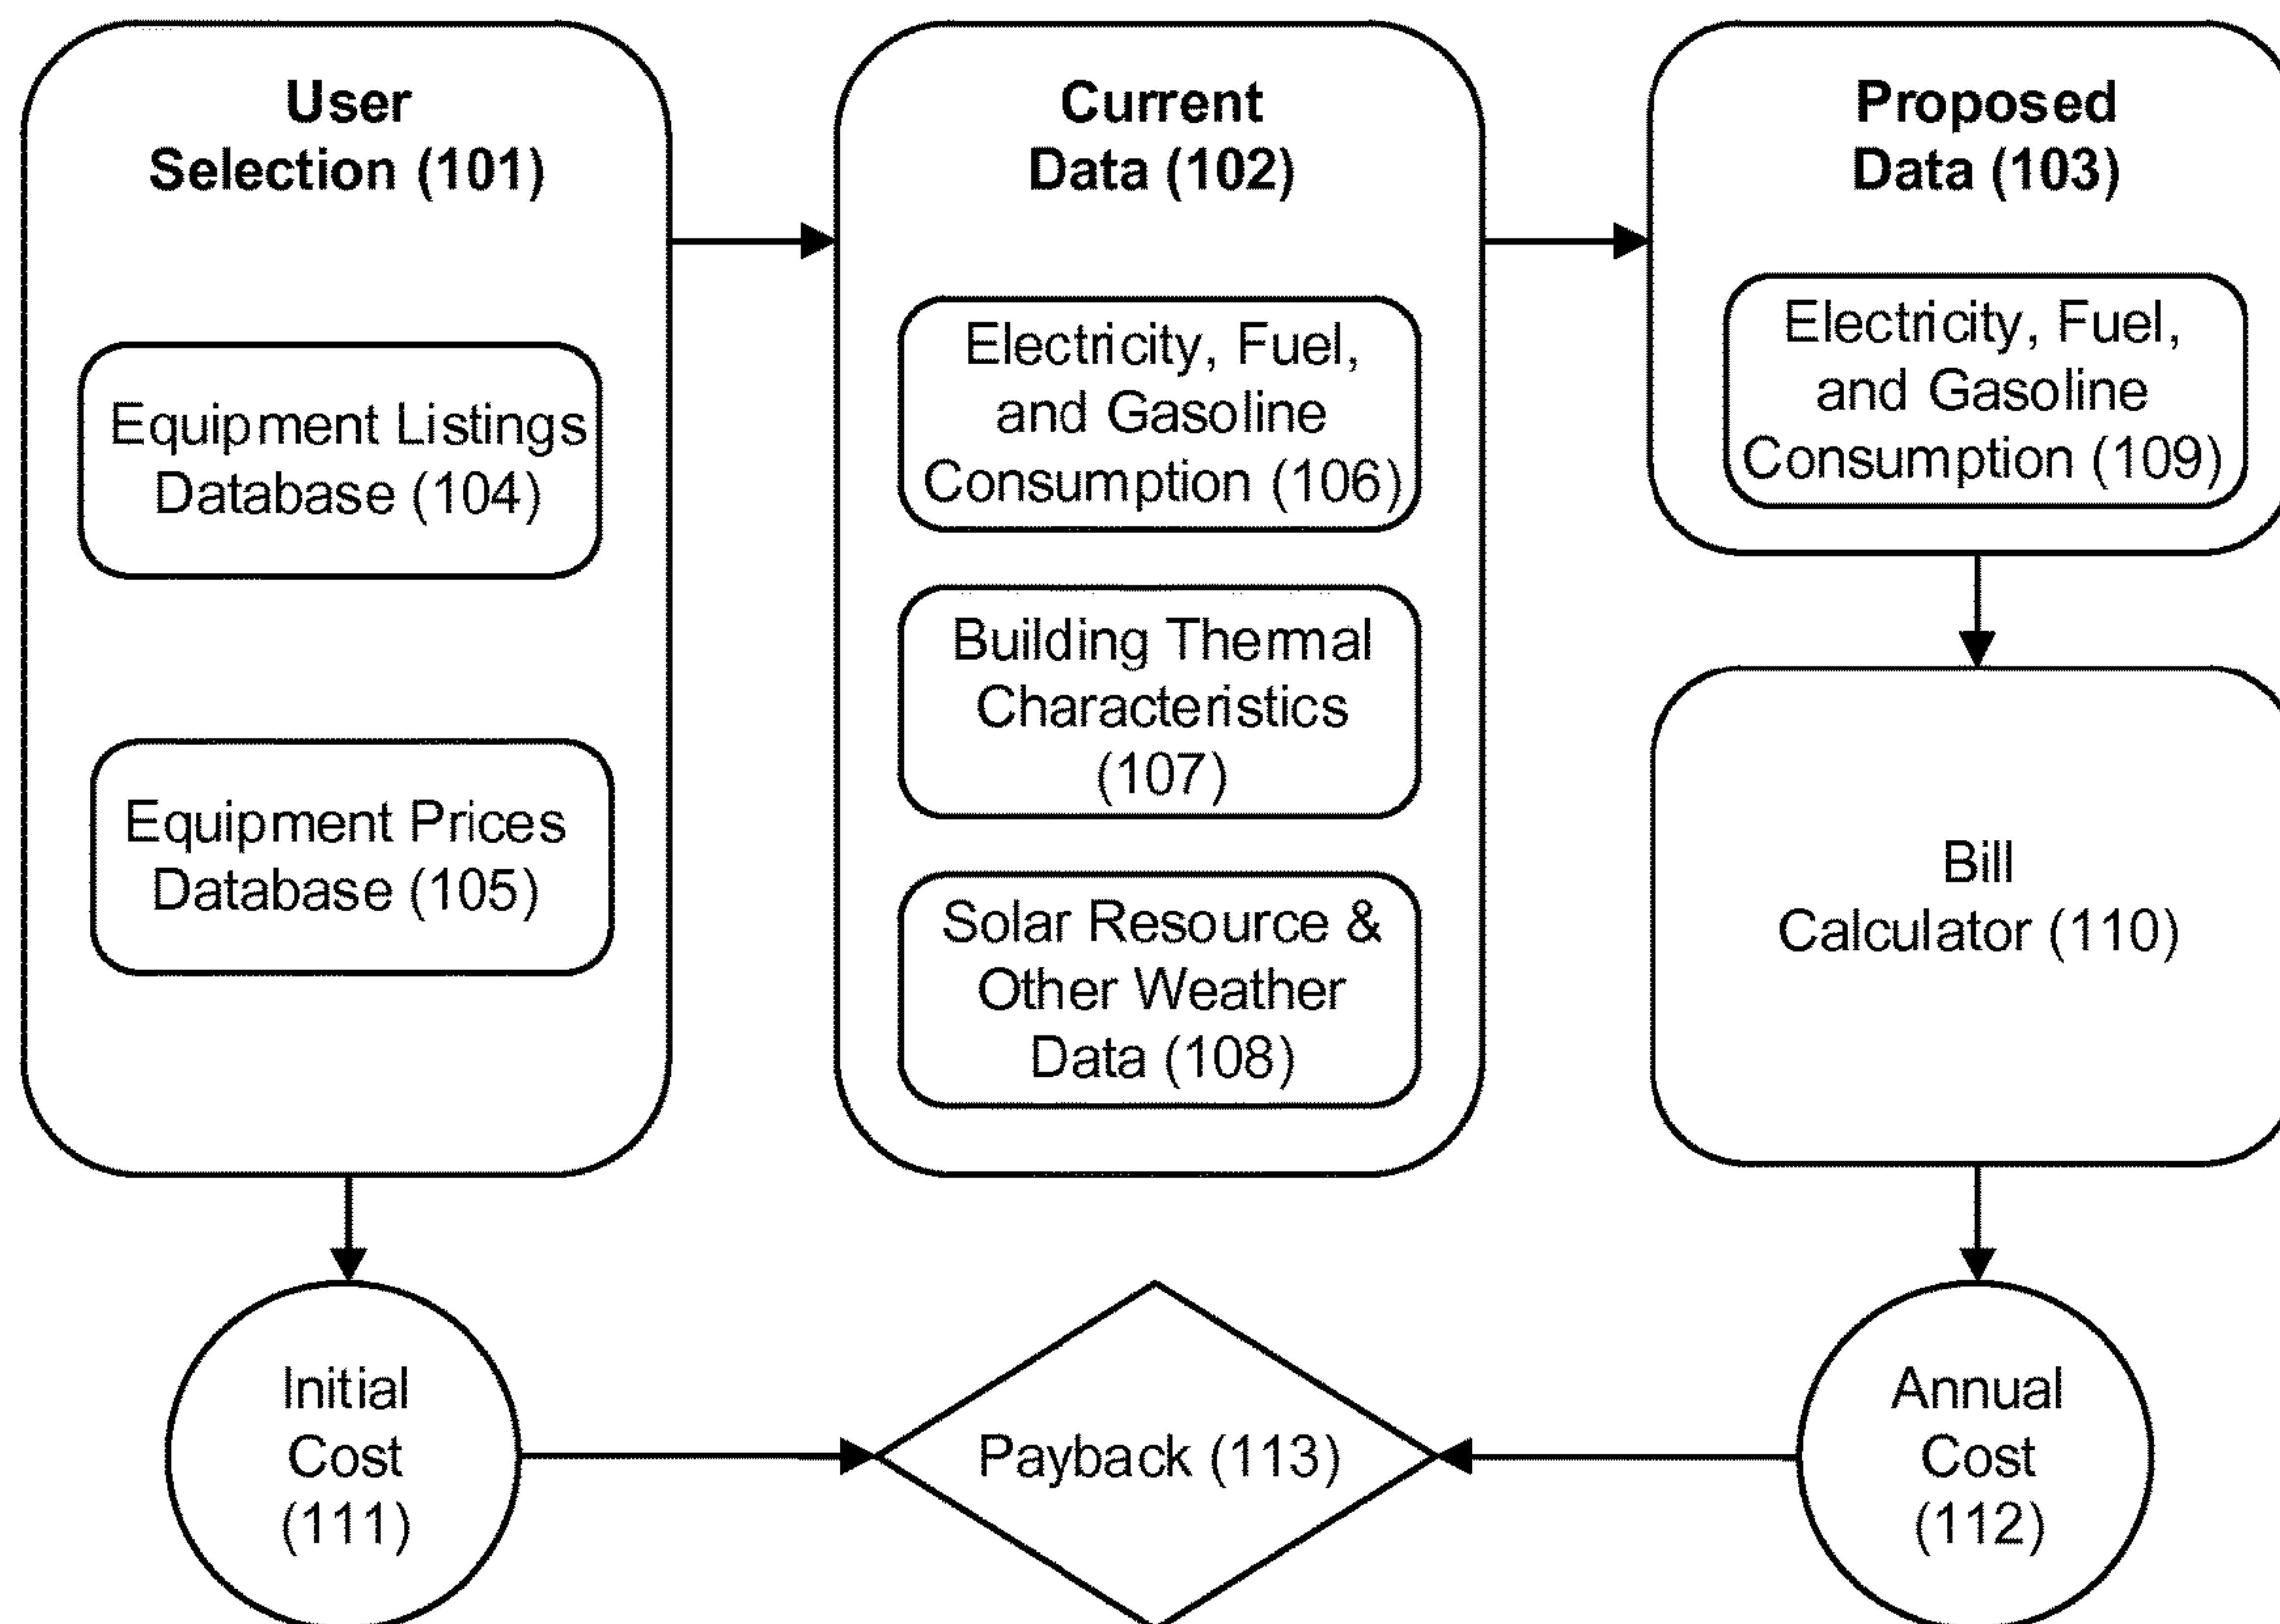 User
Selection (101)
Equipment Listings
Database (104)
Equipment Prices
Database (105)
Current
Data (102)
Electricity, Fuel,
and Gasoline
Consumption (106)
Building Thermal
Characteristics
(107)
Solar Resource &
Other Weather
Data (108)
Proposed
Data (103)
Electricity, Fuel,
and Gasoline
Consumption (109)
Bill
Calculator (110)
Initial
Cost
(111)
Payback (113)
Annual
Cost
(112)